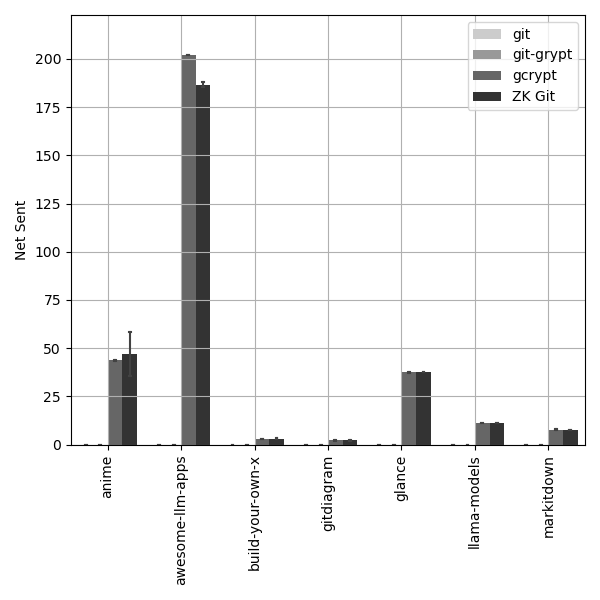 git
git-grypt
gcrypt
ZK Git
Net Sent
200
175
150
125
100
75
50
25
0
anime
awesome-llm-apps
build-your-own-x
gitdiagram
glance
llama-models
markitdown